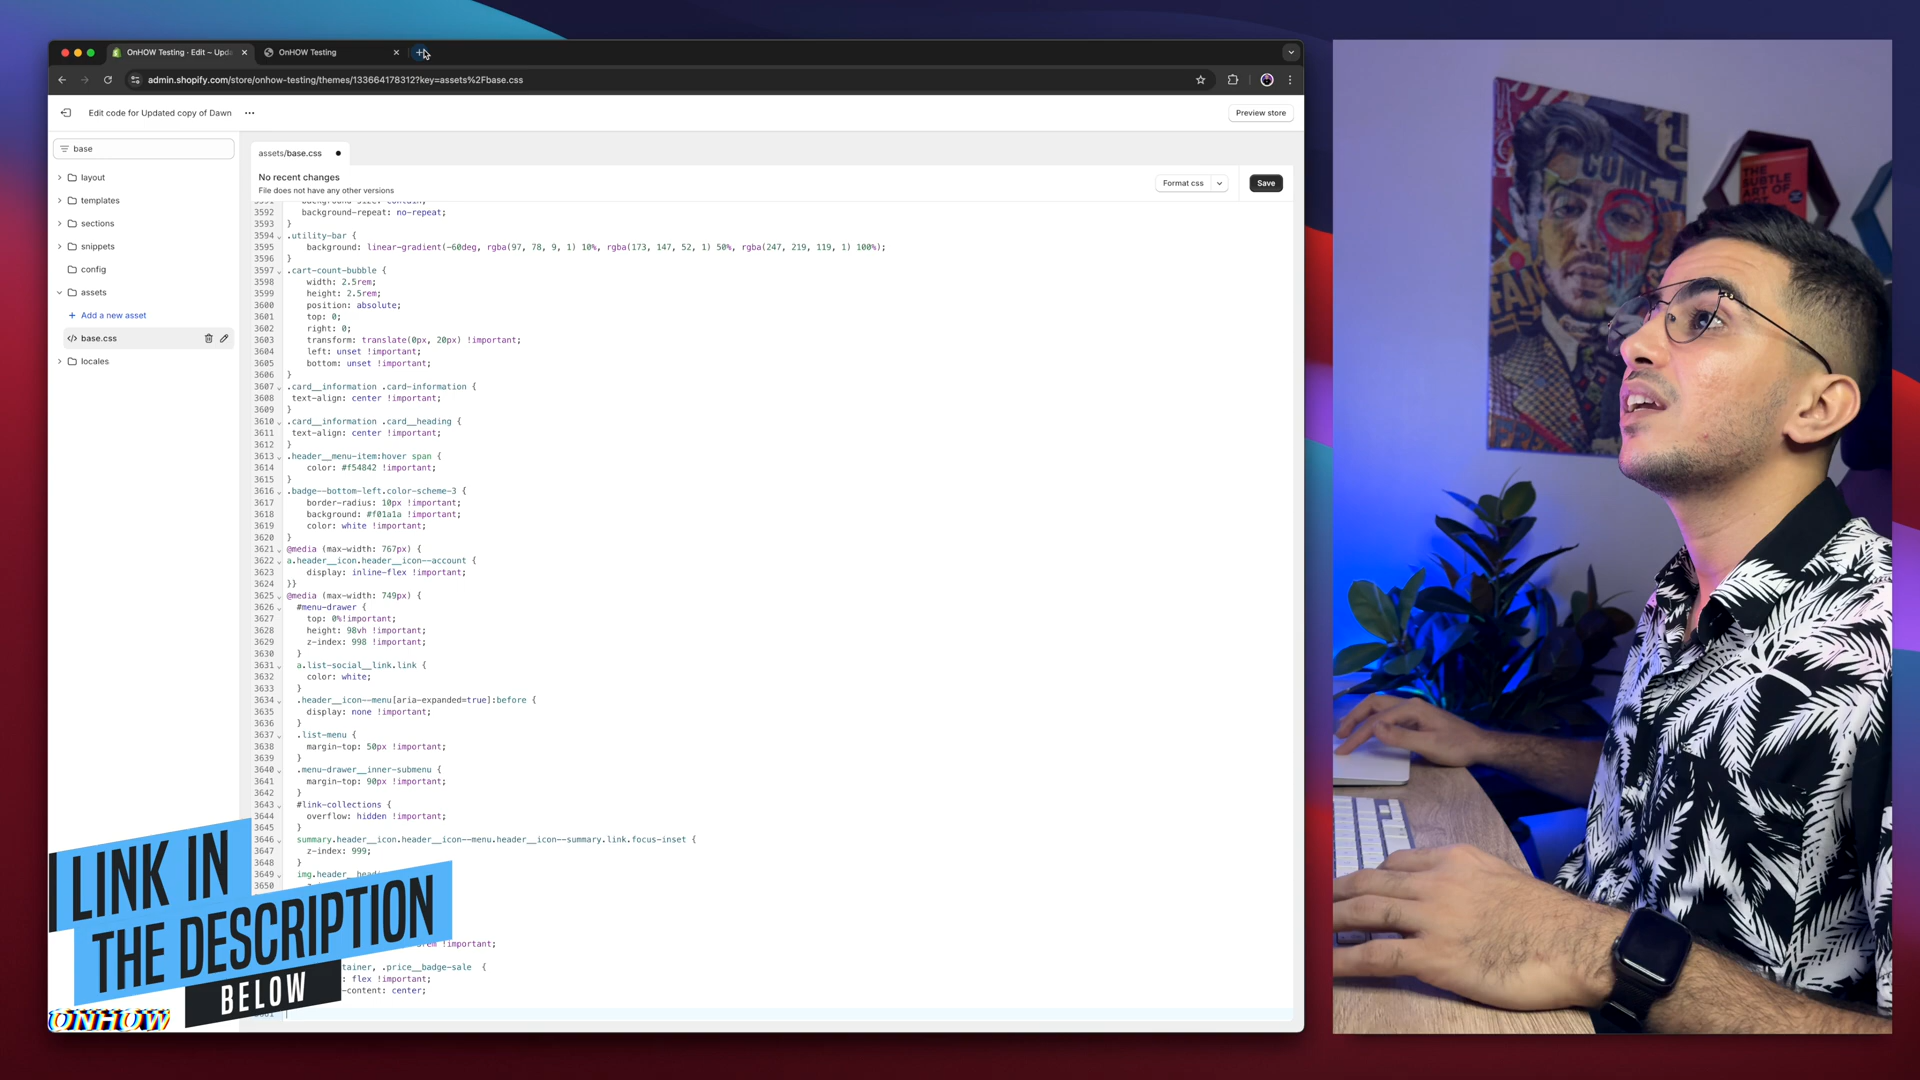 OnHOW Testing · Edit ~ Upda
OnHOW Testing
admin.shopify.com/store/onhow-testing/themes/133664178312?key=assets%2Fbase.css
Edit code for Updated copy of Dawn
Preview store
base
layout
templates
sections
snippets
config
assets
Add a new asset
base.css
locales
assets/base.css
No recent changes
File does not have any other versions
Format css
Save
3592 background-repeat: no-repeat;
3593 }
3594 .utility-bar {
3595 background: linear-gradient(-60deg, rgba(97, 78, 9, 1) 10%, rgba(173, 147, 52, 1) 50%, rgba(247, 219, 119, 1) 100%);
3596 }
3597 .cart-count-bubble {
3598 width: 2.5rem;
3599 height: 2.5rem;
3600 position: absolute;
3601 top: 0;
3602 right: 0;
3603 transform: translate(0px, 20px) !important;
3604 left: unset !important;
3605 bottom: unset !important;
3606 }
3607 .card__information .card-information {
3608 text-align: center !important;
3609 }
3610 .card__information .card__heading {
3611 text-align: center !important;
3612 }
3613 .header__menu-item:hover span {
3614 color: #f54842 !important;
3615 }
3616 .badge--bottom-left.color-scheme-3 {
3617 border-radius: 10px !important;
3618 background: #f01a1a !important;
3619 color: white !important;
3620 }
3621 @media (max-width: 767px) {
3622 a.header__icon.header__icon--account {
3623 display: inline-flex !important;
3624 }}
3625 @media (max-width: 749px) {
3626 #menu-drawer {
3627 top: 0%!important;
3628 height: 98vh !important;
3629 z-index: 998 !important;
3630 }
3631 a.list-social__link.link {
3632 color: white;
3633 }
3634 .header__icon--menu[aria-expanded=true]:before {
3635 display: none !important;
3636 }
3637 .list-menu {
3638 margin-top: 50px !important;
3639 }
3640 .menu-drawer__inner-submenu {
3641 margin-top: 90px !important;
3642 }
3643 #link-collections {
3644 overflow: hidden !important;
3645 }
3646 summary.header__icon.header__icon--menu.header__icon--summary.link.focus-inset {
3647 z-index: 999;
3648 }
3649 img.header__
3650
!important;
tainer, .price__badge-sale {
: flex !important;
-content: center;
LINK IN
THE DESCRIPTION
BELOW
ONHOW
THE
SUBTLE
ART OF
COME
FAN